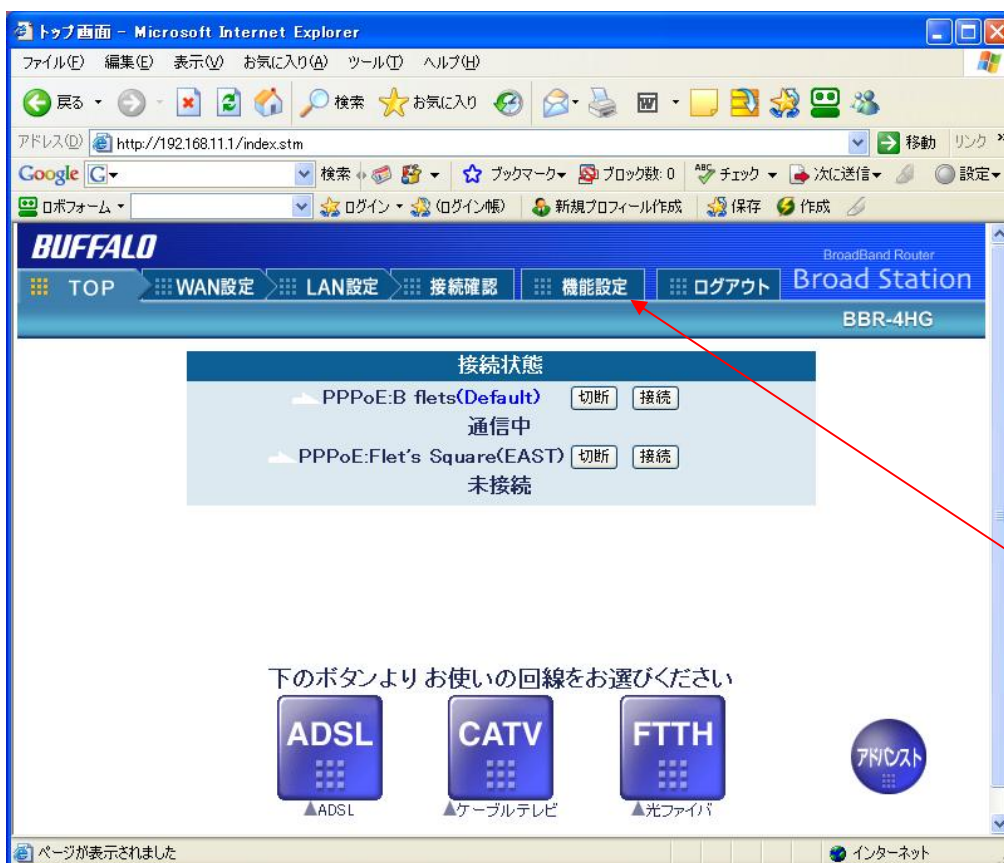 トップ画面 - Microsoft Internet Explorer
ファイル(F) 編集(E) 表示(V) お気に入り(A) ツール(T) ヘルプ(H)
戻る 検索 お気に入り
アドレス(D) http://192.168.11.1/index.stm 移動 リンク »
Google G 検索 ブックマーク ブロック数: 0 ABC チェック 次に送信 設定
ロボフォーム ログイン (ログイン帳) 新規プロフィール作成 保存 作成
BUFFALO
BroadBand Router
Broad Station
TOP WAN設定 LAN設定 接続確認 機能設定 ログアウト
BBR-4HG
接続状態
PPPoE:B flets(Default) 切断 接続
通信中
PPPoE:Flet's Square(EAST) 切断 接続
未接続
下のボタンより お使いの回線をお選びください
ADSL CATV FTTH アドバンスト
▲ADSL ▲ケーブルテレビ ▲光ファイバ
ページが表示されました インターネット